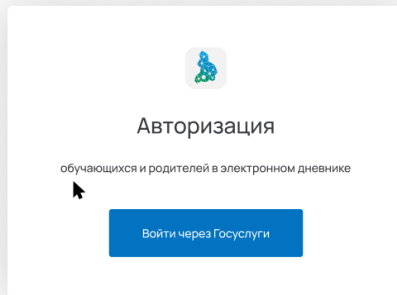 Авторизация
обучающихся и родителей в электронном дневнике
Войти через Госуслуги